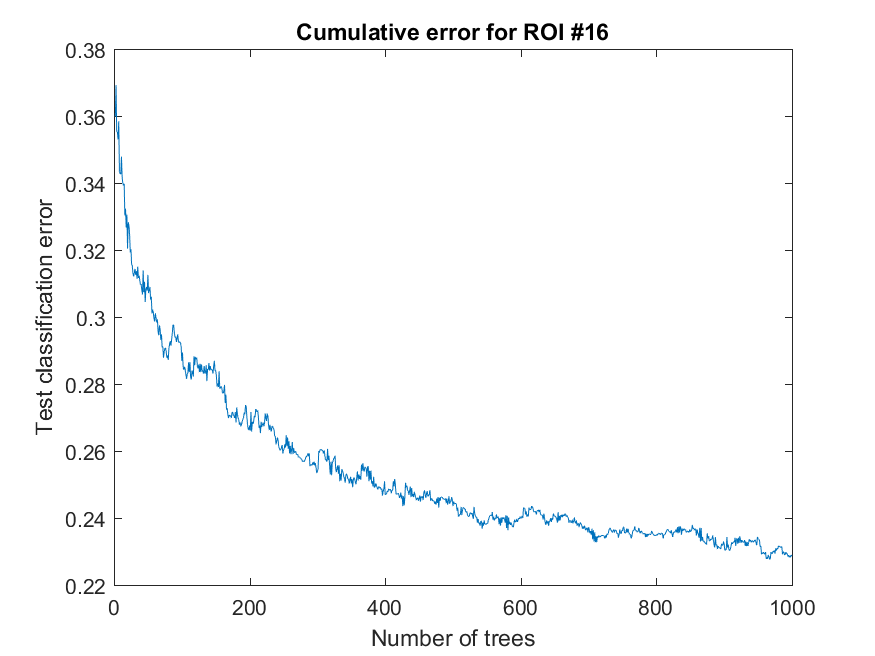 Cumulative error for ROI #16
0.38
0.36
0.34
0.32
0.3
0.28
0.26
0.24
0.22
Test classification error
0 200 400 600 800 1000
Number of trees